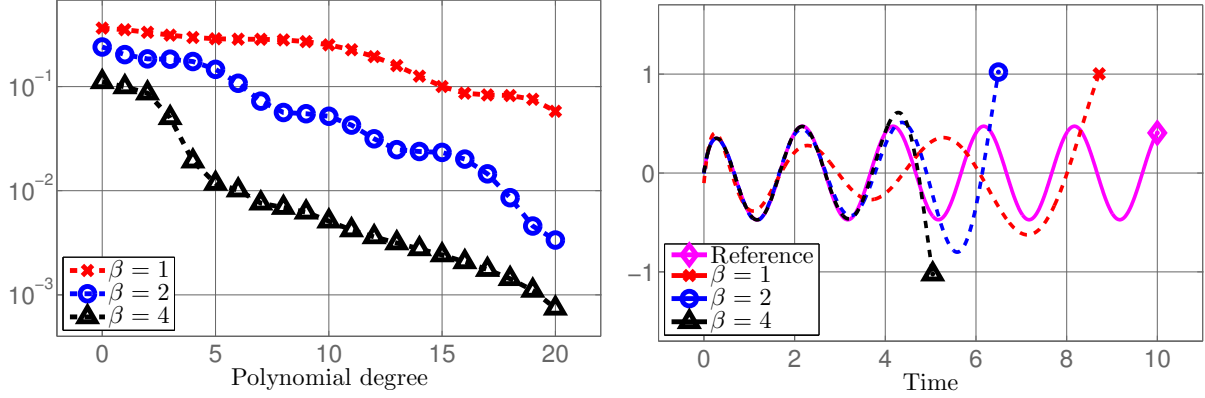 10⁻¹
10⁻²
10⁻³
β = 1
β = 2
β = 4
0 5 10 15 20
Polynomial degree
1
0
−1
Reference
β = 1
β = 2
β = 4
0 2 4 6 8 10
Time